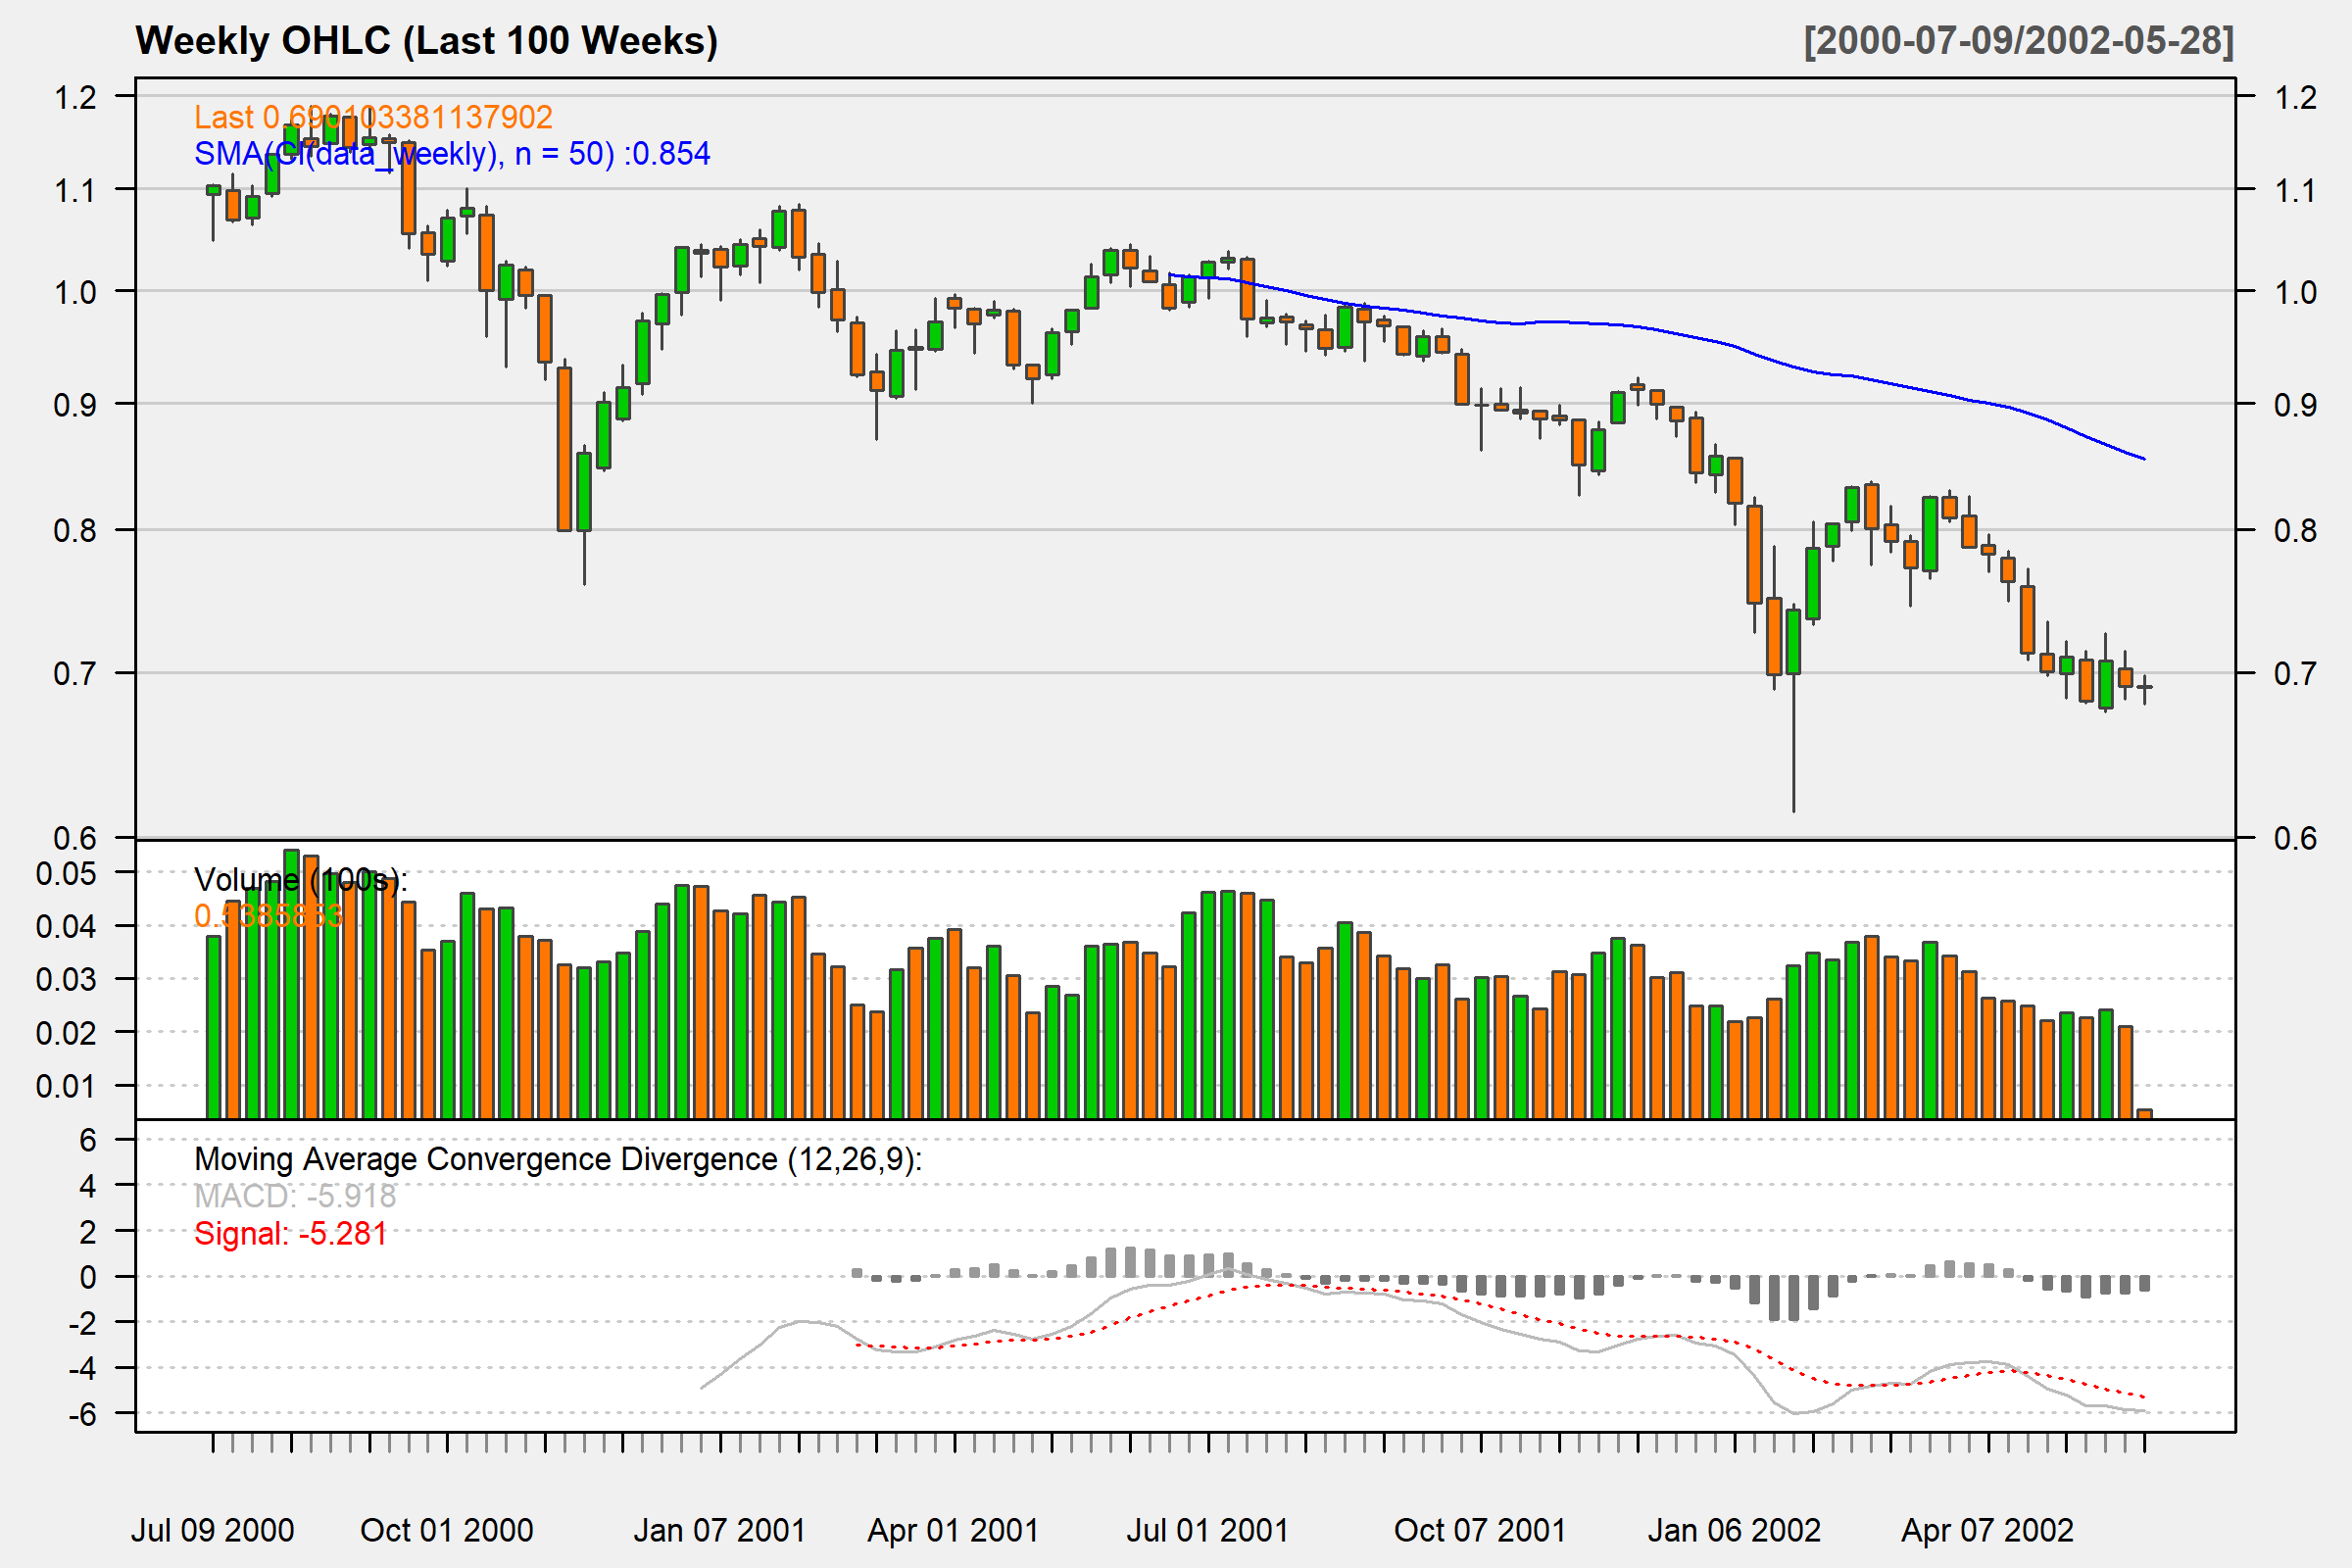 Weekly OHLC (Last 100 Weeks) [2000-07-09/2002-05-28]
Last 0.690103381137902
SMA(Cl(data_weekly), n = 50) :0.854
1.2 1.2
1.1 1.1
1.0 1.0
0.9 0.9
0.8 0.8
0.7 0.7
0.6 0.6
Volume (100s):
0.05
0.04
0.03
0.02
0.01
Moving Average Convergence Divergence (12,26,9):
MACD: -5.918
Signal: -5.281
6
4
2
0
-2
-4
-6
Jul 09 2000 Oct 01 2000 Jan 07 2001 Apr 01 2001 Jul 01 2001 Oct 07 2001 Jan 06 2002 Apr 07 2002